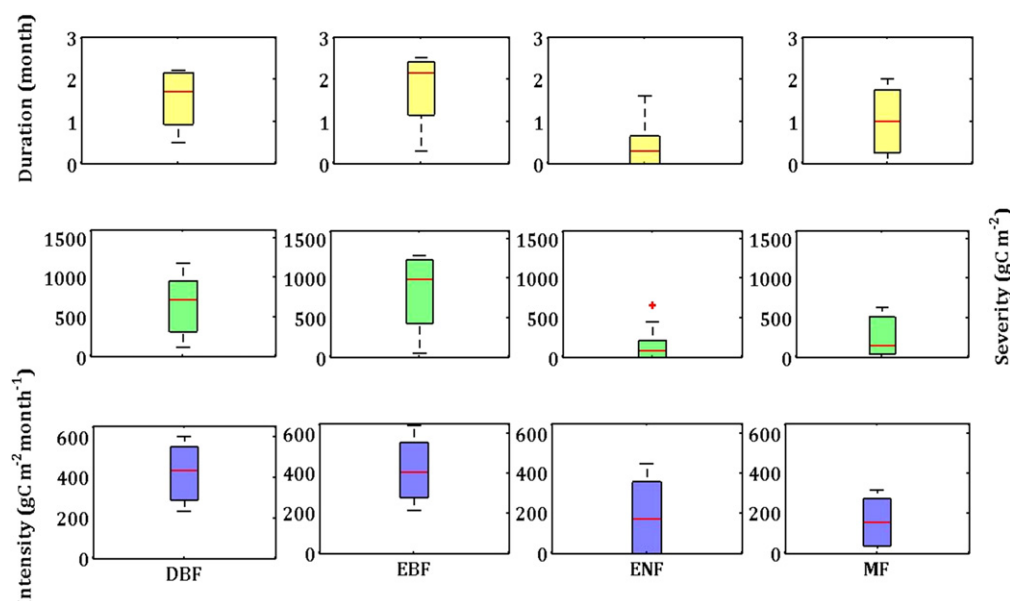 Duration (month)
3 3 3 3
2 2 2 2
1 1 1 1
0 0 0 0
Severity (gC m-2)
1500 1500 1500 1500
1000 1000 1000 1000
500 500 500 500
0 0 0 0
ntensity (gC m-2 month-1)
600 600 600 600
400 400 400 400
200 200 200 200
0 0 0 0
DBF EBF ENF MF